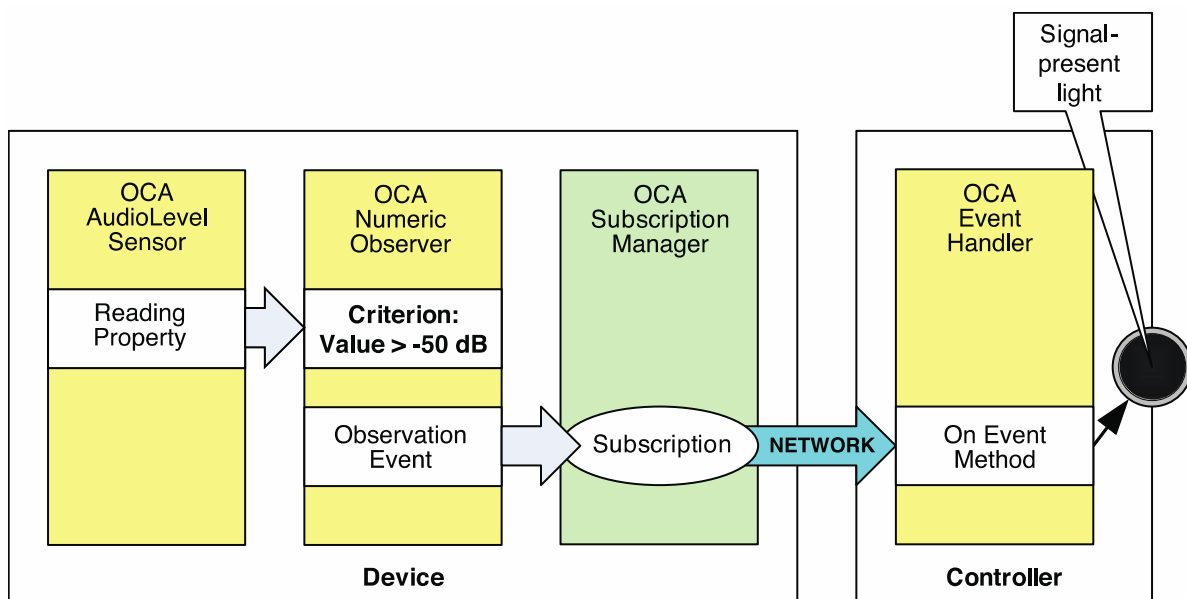 Signal-
present
light
OCA
AudioLevel
Sensor
Reading
Property
OCA
Numeric
Observer
Criterion:
Value > -50 dB
Observation
Event
OCA
Subscription
Manager
Subscription
NETWORK
OCA
Event
Handler
On Event
Method
Device
Controller